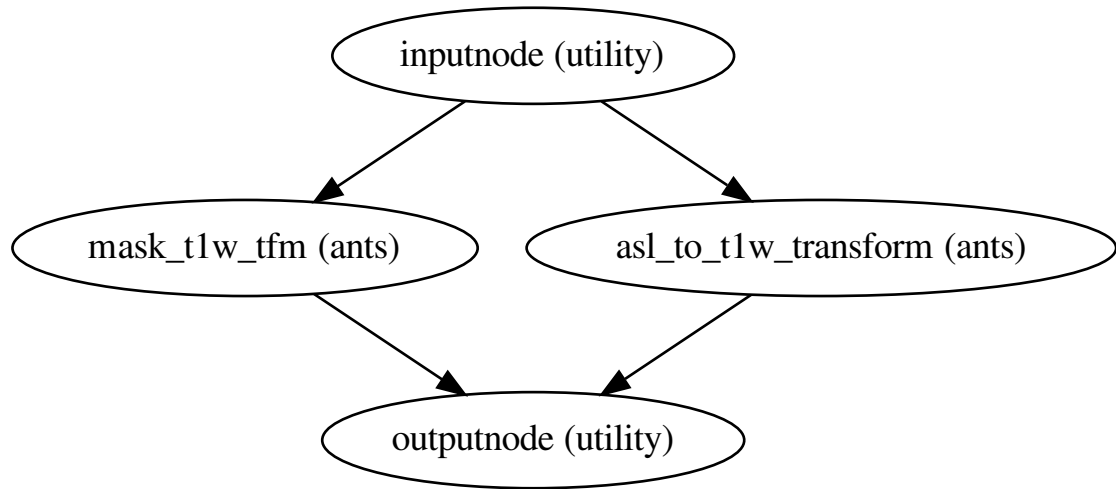 inputnode (utility)
mask_t1w_tfm (ants)
asl_to_t1w_transform (ants)
outputnode (utility)